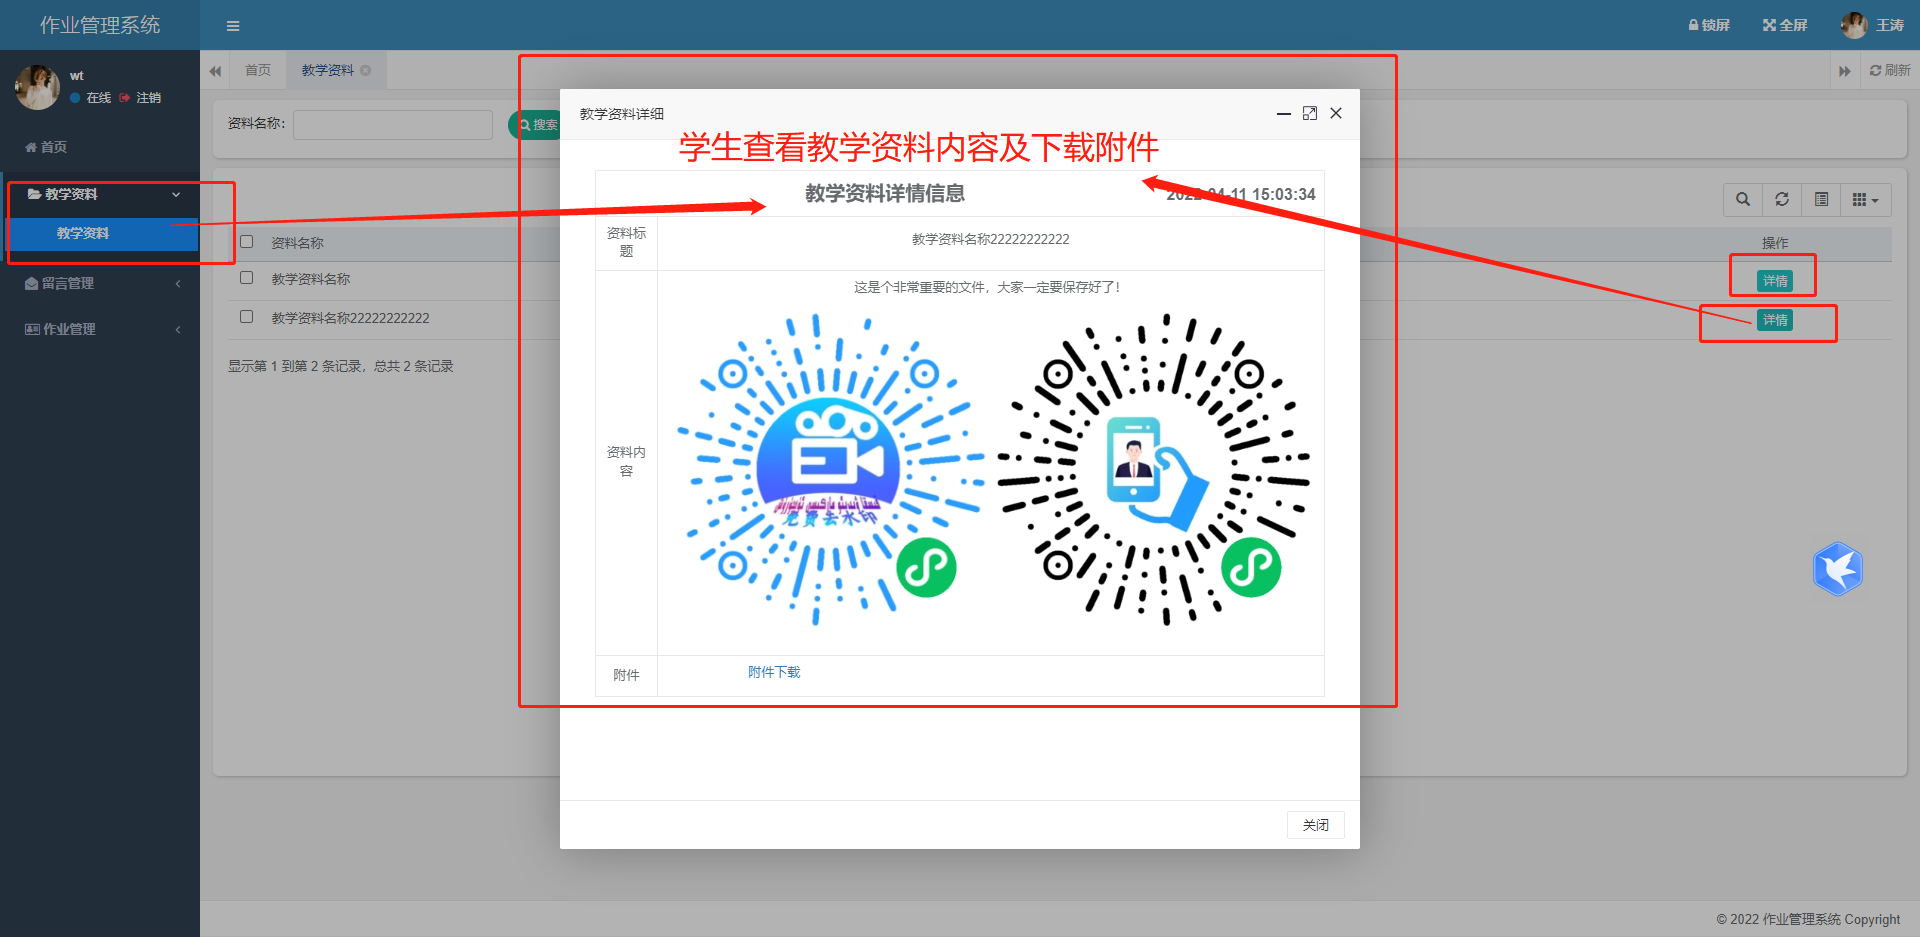 作业管理系统
锁屏
全屏
王涛
wt
在线
注销
首页
教学资料
教学资料
留言管理
作业管理
首页
教学资料
刷新
资料名称：
搜索
资料名称
操作
教学资料名称
详情
教学资料名称22222222222
详情
显示第 1 到第 2 条记录，总共 2 条记录
教学资料详细
学生查看教学资料内容及下载附件
教学资料详情信息
2022-04-11 15:03:34
资料标题
教学资料名称22222222222
资料内容
这是个非常重要的文件，大家一定要保存好了！
免费去水印
附件
附件下载
关闭
© 2022 作业管理系统 Copyright